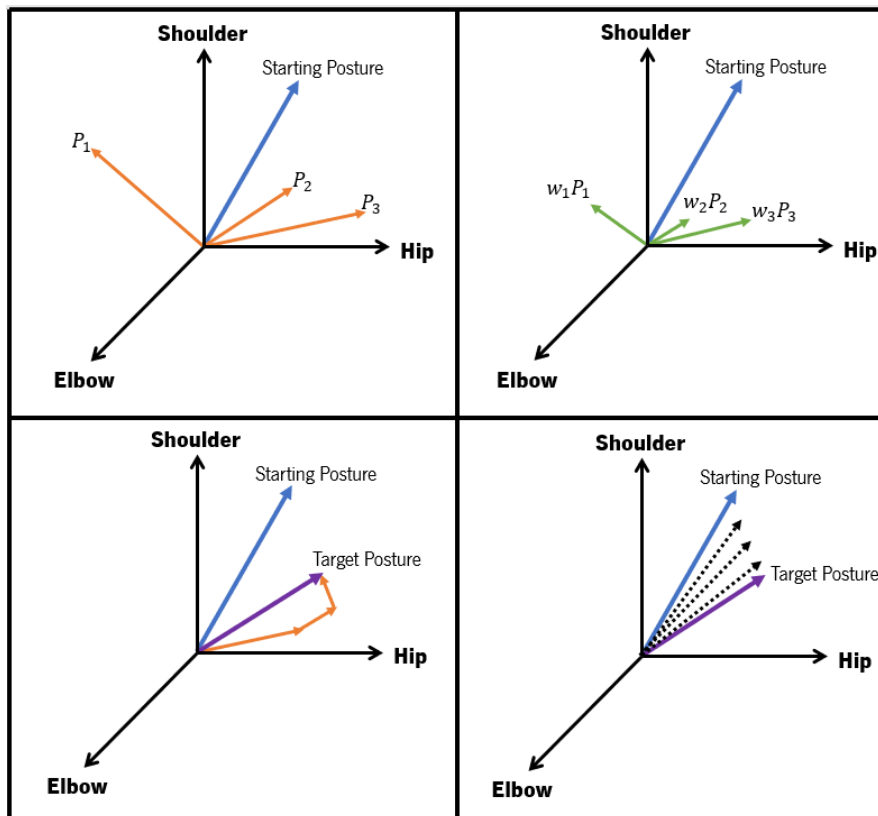 Shoulder
Starting Posture
P₁
P₂
P₃
Hip
Elbow
Shoulder
Starting Posture
w₁P₁
w₂P₂
w₃P₃
Hip
Elbow
Shoulder
Starting Posture
Target Posture
Hip
Elbow
Shoulder
Starting Posture
Target Posture
Hip
Elbow